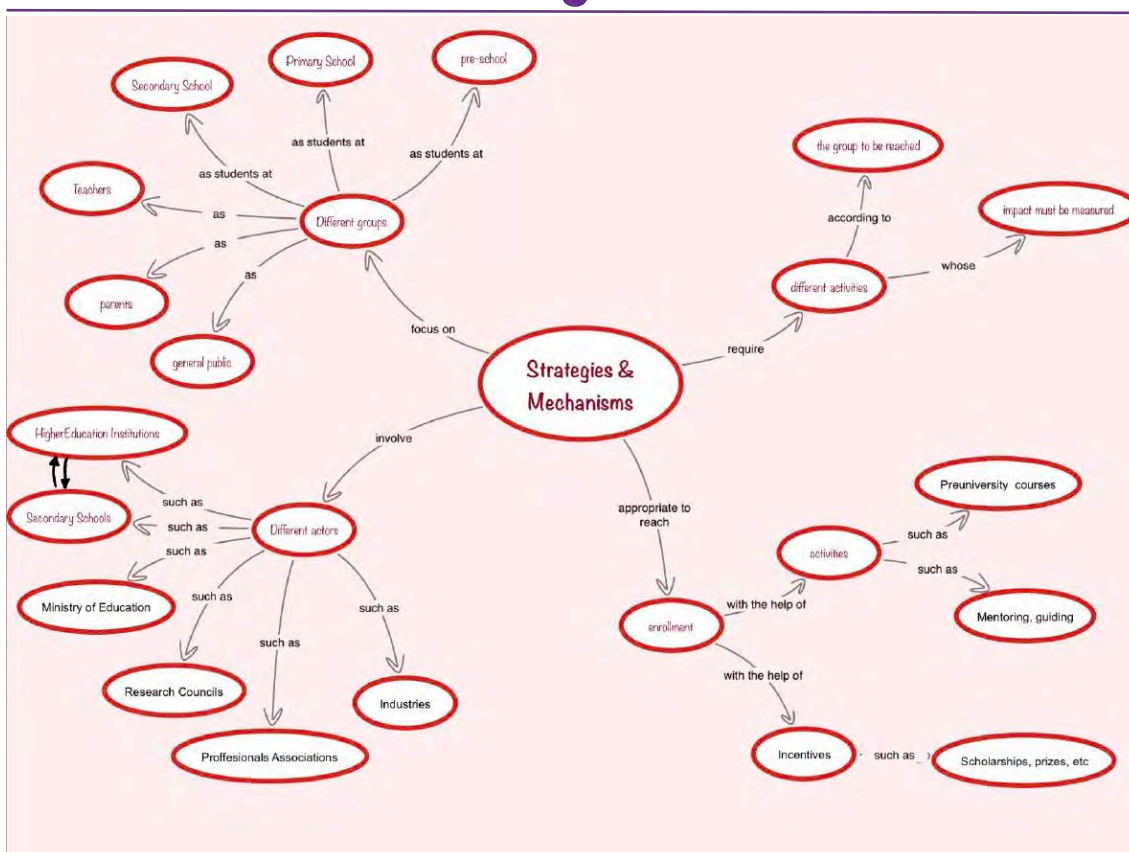 Primary School
pre-school
Secondary School
as students at
as students at
as students at
Teachers
as
Different groups
as
as
parents
general public
focus on
the group to be reached
according to
impact must be measured
whose
different activities
require
Strategies &
Mechanisms
involve
HigherEducation Institutions
Secondary Schools
such as
such as
such as
Different actors
Ministry of Education
such as
such as
such as
Research Councils
Industries
Proffesionals Associations
appropriate to
reach
enrollment
with the help of
activities
such as
Preuniversity courses
such as
Mentoring, guiding
with the help of
Incentives
such as
Scholarships, prizes, etc